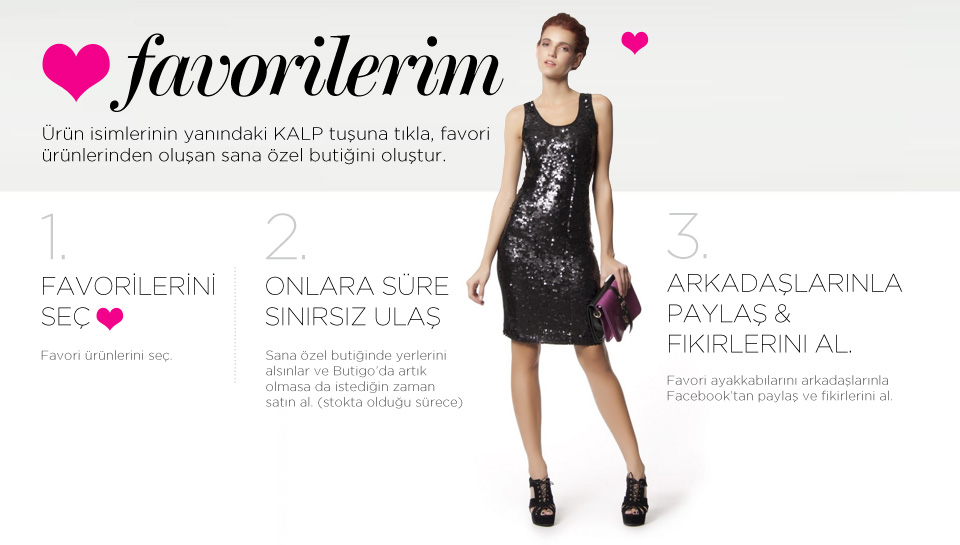 favorilerim
Ürün isimlerinin yanındaki KALP tuşuna tıkla, favori
ürünlerinden oluşan sana özel butiğini oluştur.
1.
FAVORİLERİNİ
SEÇ
Favori ürünlerini seç.
2.
ONLARA SÜRE
SINIRSIZ ULAŞ
Sana özel butiğinde yerlerini
alsınlar ve Butigo'da artık
olmasa da istediğin zaman
satın al. (stokta olduğu sürece)
3.
ARKADAŞLARINLA
PAYLAŞ &
FIKIRLERINI AL.
Favori ayakkabılarını arkadaşlarınla
Facebook'tan paylaş ve fikirlerini al.